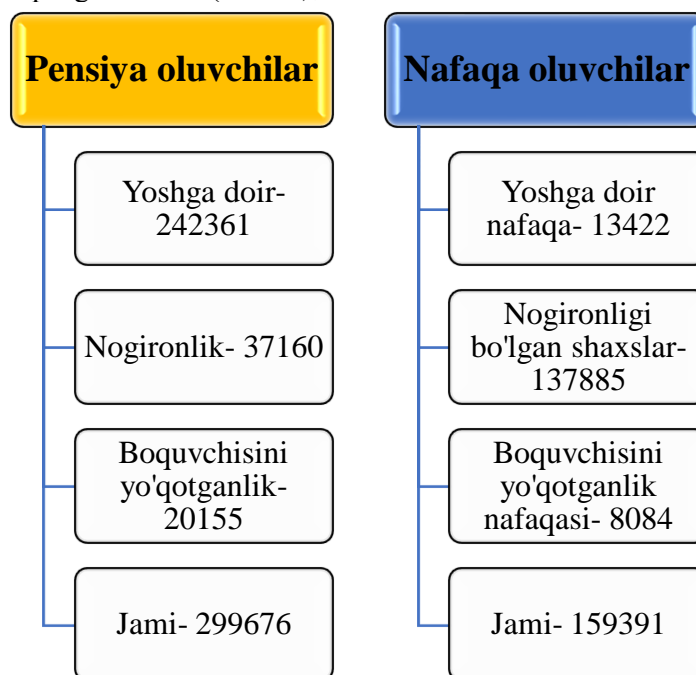 Pensiya oluvchilar
Yoshga doir-
242361
Nogironlik- 37160
Boquvchisini
yo'qotganlik-
20155
Jami- 299676
Nafaqa oluvchilar
Yoshga doir
nafaqa- 13422
Nogironligi
bo'lgan shaxslar-
137885
Boquvchisini
yo'qotganlik
nafaqasi- 8084
Jami- 159391